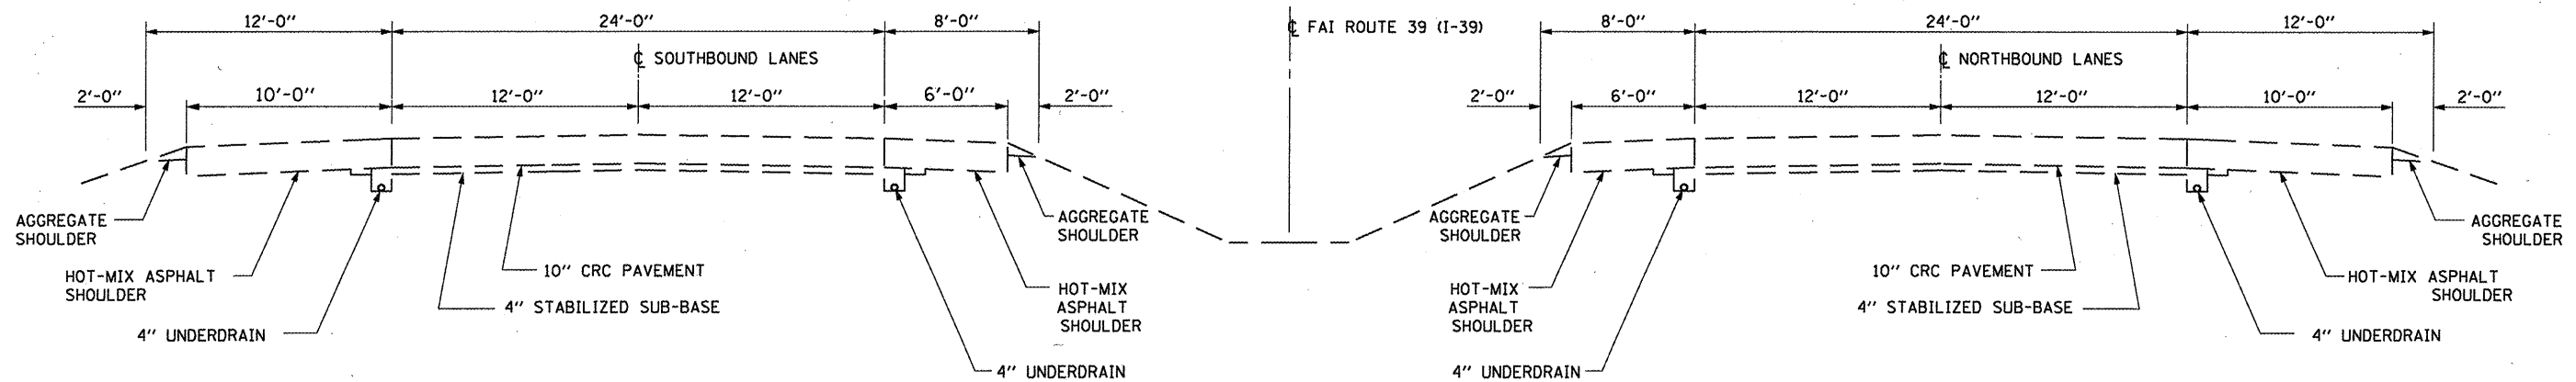 12'-0" 24'-0" 8'-0" ℄ FAI ROUTE 39 (I-39) 8'-0" 24'-0" 12'-0"
℄ SOUTHBOUND LANES ℄ NORTHBOUND LANES
2'-0" 10'-0" 12'-0" 12'-0" 6'-0" 2'-0" 2'-0" 6'-0" 12'-0" 12'-0" 10'-0" 2'-0"
AGGREGATE
SHOULDER
HOT-MIX ASPHALT
SHOULDER
4" UNDERDRAIN
10" CRC PAVEMENT
4" STABILIZED SUB-BASE
AGGREGATE
SHOULDER
HOT-MIX
ASPHALT
SHOULDER
4" UNDERDRAIN
AGGREGATE
SHOULDER
HOT-MIX
ASPHALT
SHOULDER
4" UNDERDRAIN
10" CRC PAVEMENT
4" STABILIZED SUB-BASE
AGGREGATE
SHOULDER
HOT-MIX ASPHALT
SHOULDER
4" UNDERDRAIN